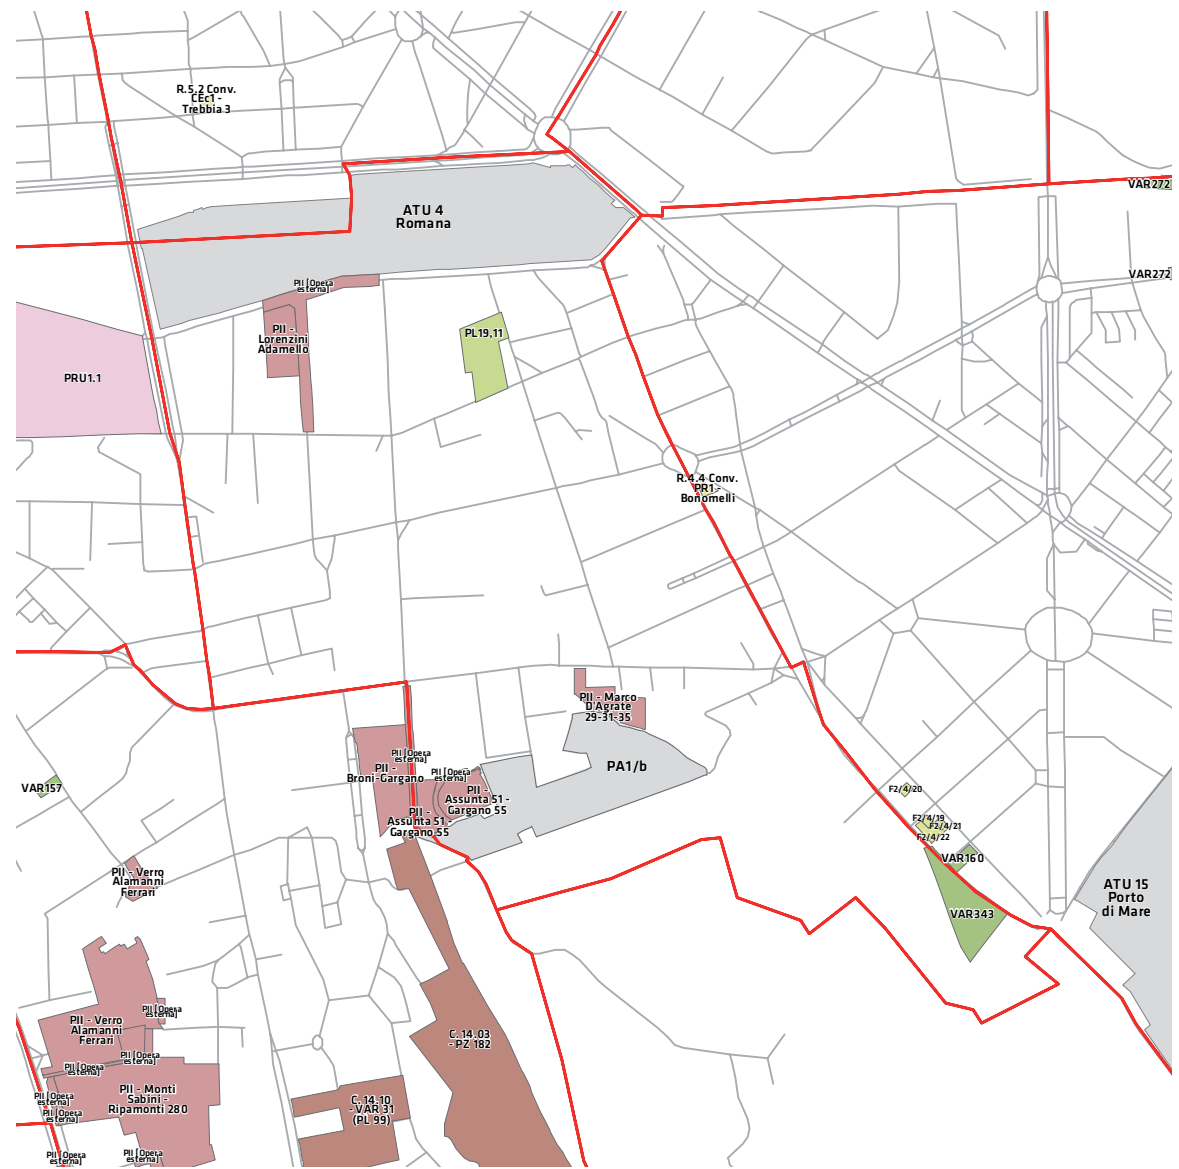 R.5.2 Conv.
CEc1 -
Trebbia 3
VAR272
ATU 4
Romana
VAR272
PII [Opera
esterna]
PII -
Lorenzini
Adamello
PL19,11
PRU1.1
R.4.4 Conv.
PR1 -
Bonomelli
PII - Marco
D'Agrate
29-31-35
PII [Opera
esterna]
PII -
Broni-Gargano
PII [Opera
esterna]
PA1/b
VAR157
PII -
Assunta 51 -
Gargano 55
PII -
Assunta 51 -
Gargano 55
F2/4/20
F2/4/19
F2/4/21
F2/4/22
VAR160
PII - Verro
Alamanni
Ferrari
VAR343
ATU 15
Porto
di Mare
PII [Opera
esterna]
PII - Verro
Alamanni
Ferrari
C. 14.03
- PZ 182
PII [Opera
esterna]
PII [Opera
esterna]
PII [Opera
esterna]
PII - Monti
Sabini -
Ripamonti 280
PII [Opera
esterna]
C. 14.10
- VAR 31
(PL 99)
PII [Opera
esterna]
PII [Opera
esterna]